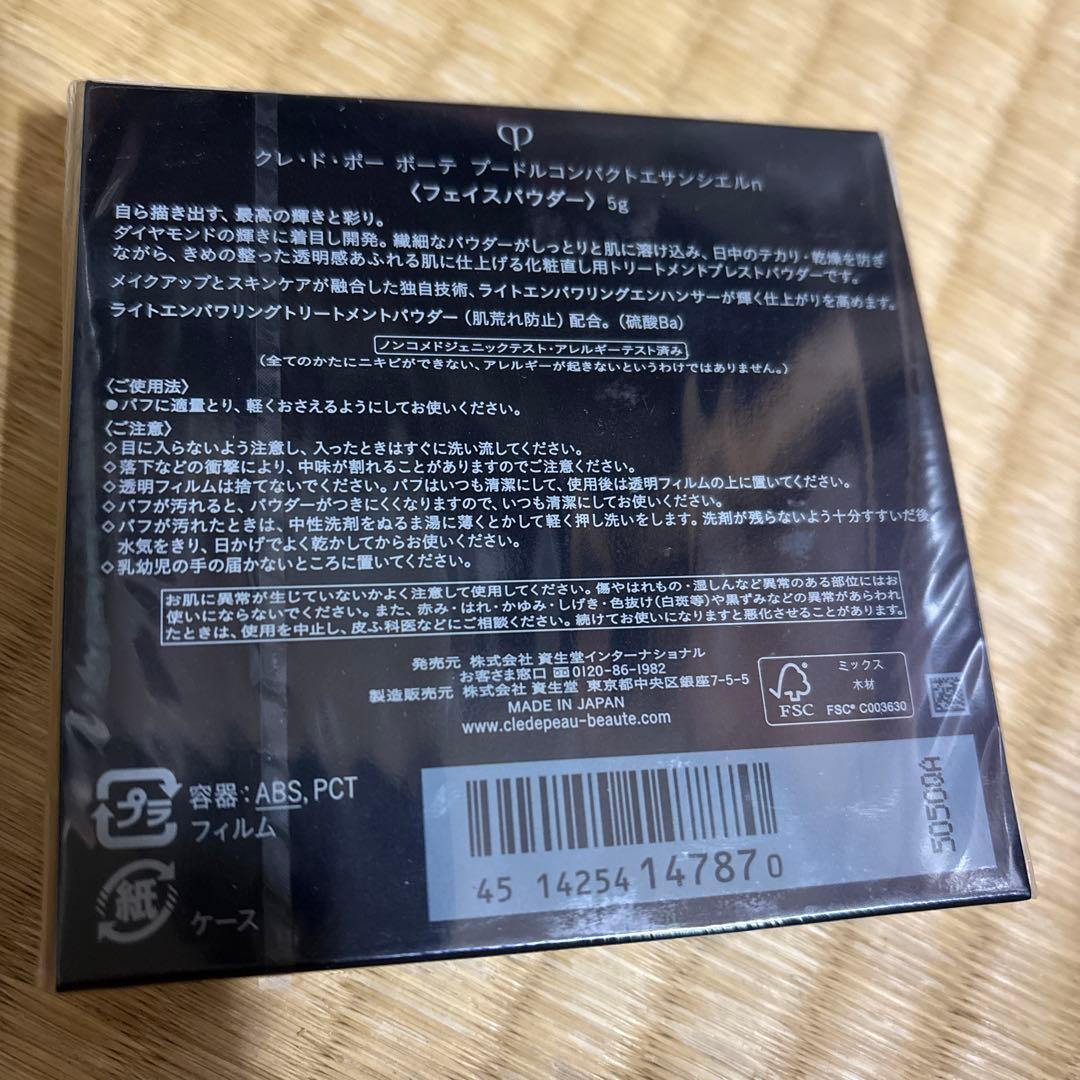 クレ・ド・ポー ボーテ プードルコンパクトエサンシエルn
〈フェイスパウダー〉 5g
自ら描き出す、最高の輝きと彩り。
ダイヤモンドの輝きに着目し開発。繊細なパウダーがしっとりと肌に溶け込み、日中のテカリ・乾燥を防ぎ
ながら、きめの整った透明感あふれる肌に仕上げる化粧直し用トリートメントプレストパウダーです。
メイクアップとスキンケアが融合した独自技術、ライトエンパワリングエンハンサーが輝く仕上がりを高めます。
ライトエンパワリングトリートメントパウダー (肌荒れ防止) 配合。(硫酸Ba)
ノンコメドジェニックテスト・アレルギーテスト済み
(全てのかたにニキビができない、アレルギーが起きないというわけではありません。)
〈ご使用法〉
●パフに適量とり、軽くおさえるようにしてお使いください。
〈ご注意〉
◇目に入らないよう注意し、入ったときはすぐに洗い流してください。
◇落下などの衝撃により、中味が割れることがありますのでご注意ください。
◇透明フィルムは捨てないでください。パフはいつも清潔にして、使用後は透明フィルムの上に置いてください。
◇パフが汚れると、パウダーがつきにくくなりますので、いつも清潔にしてお使いください。
◇パフが汚れたときは、中性洗剤をぬるま湯に薄くとかして軽く押し洗いをします。洗剤が残らないよう十分すすいだ後、
水気をきり、日かげでよく乾かしてからお使いください。
◇乳幼児の手の届かないところに置いてください。
お肌に異常が生じていないかよく注意して使用してください。傷やはれもの・湿しんなど異常のある部位にはお
使いにならないでください。また、赤み・はれ・かゆみ・しげき・色抜け(白斑等)や黒ずみなどの異常があらわれ
たときは、使用を中止し、皮ふ科医などにご相談ください。続けてお使いになりますと悪化させることがあります。
発売元 株式会社 資生堂インターナショナル
お客さま窓口 0120-86-1982
製造販売元 株式会社 資生堂 東京都中央区銀座7-5-5
MADE IN JAPAN
www.cledepeau-beaute.com
FSC
ミックス
木材
FSC® C003630
プラ
容器:ABS, PCT
フィルム
紙
ケース
45 14254 14787 0
5050QA